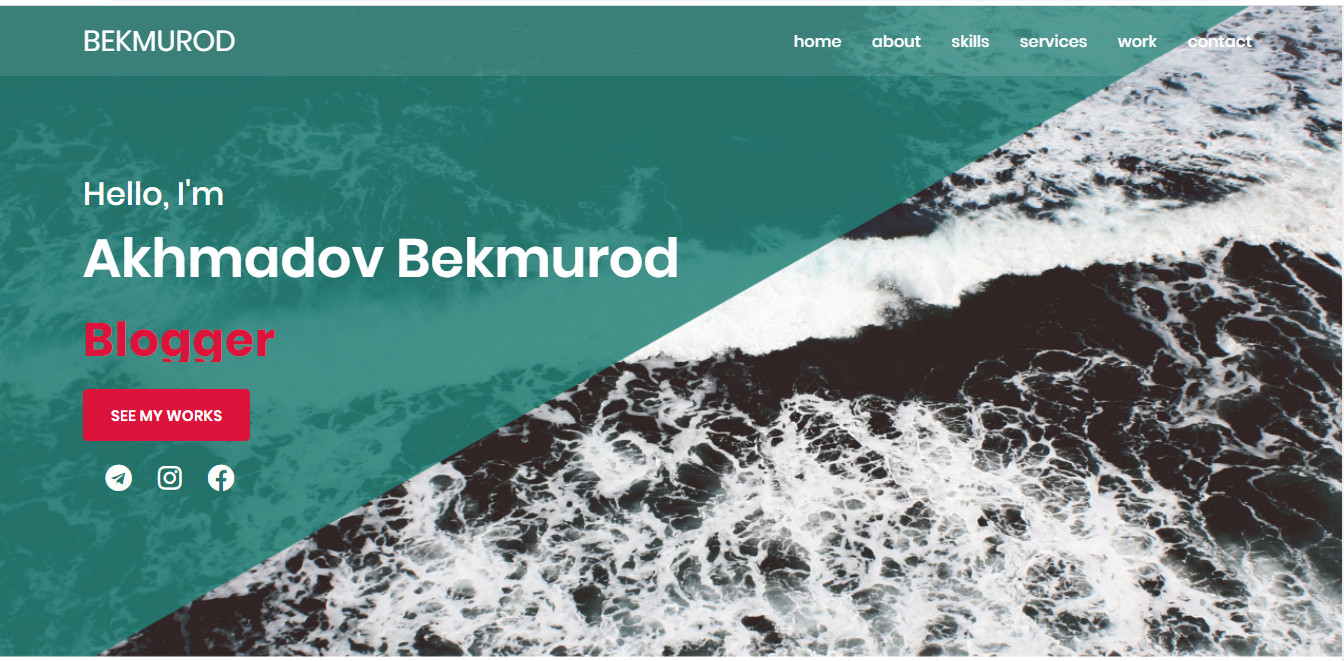 BEKMUROD
home about skills services work contact
Hello, I'm
Akhmadov Bekmurod
Blogger
SEE MY WORKS